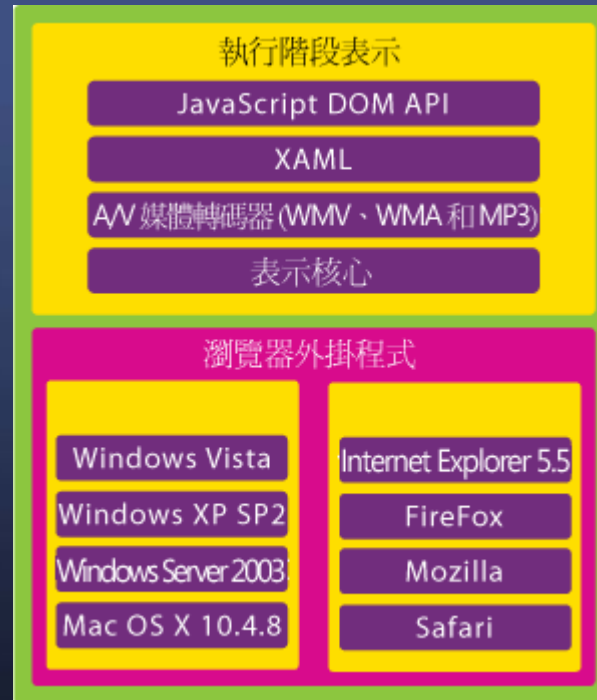 執行階段表示
JavaScript DOM API
XAML
A/V 媒體轉碼器 (WMV、WMA 和 MP3)
表示核心
瀏覽器外掛程式
Windows Vista
Windows XP SP2
Windows Server 2003
Mac OS X 10.4.8
Internet Explorer 5.5
FireFox
Mozilla
Safari